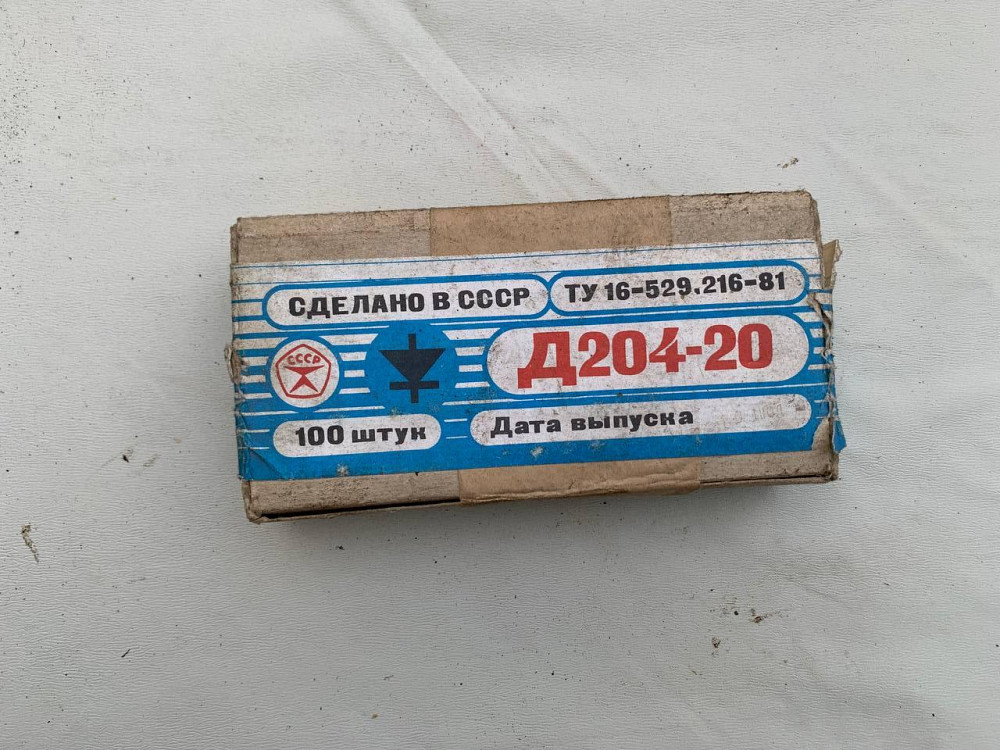 СДЕЛАНО В СССР
ТУ 16-529.216-81
СССР
Д204-20
100 штук
Дата выпуска